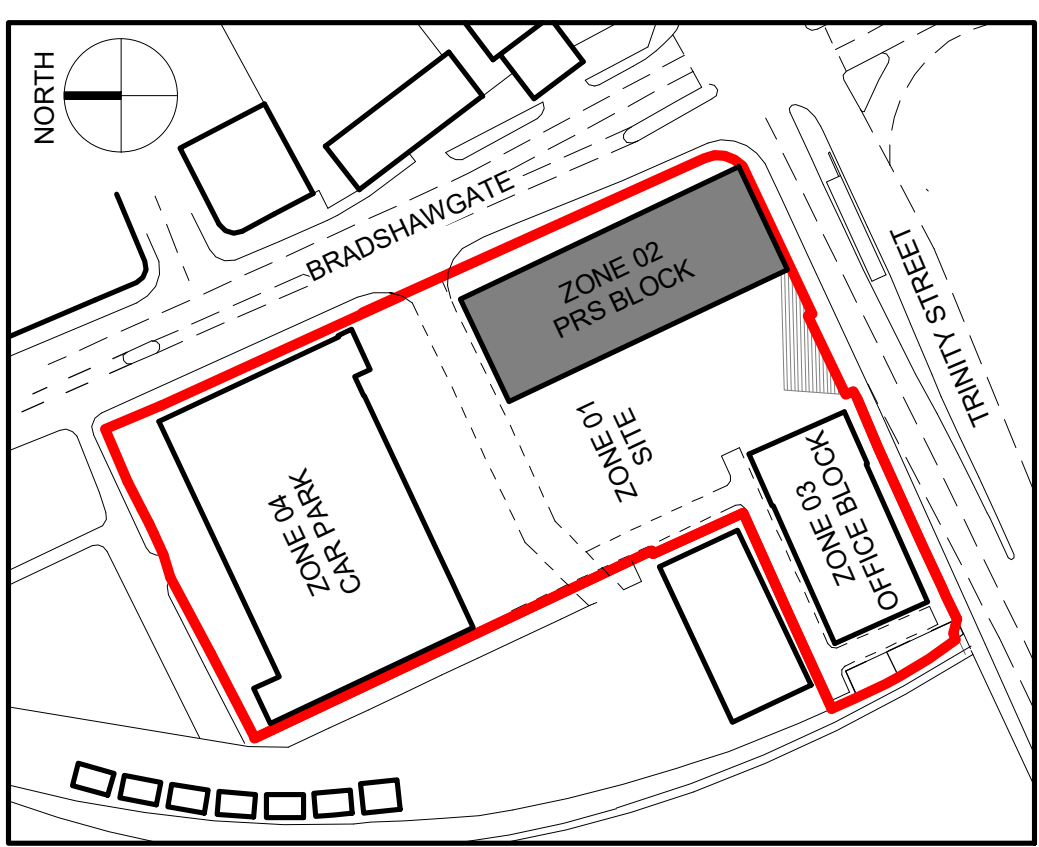 NORTH
BRADSHAWGATE
ZONE 02
PRS BLOCK
TRINITY STREET
ZONE 01
SITE
ZONE 04
CAR PARK
ZONE 03
OFFICE BLOCK